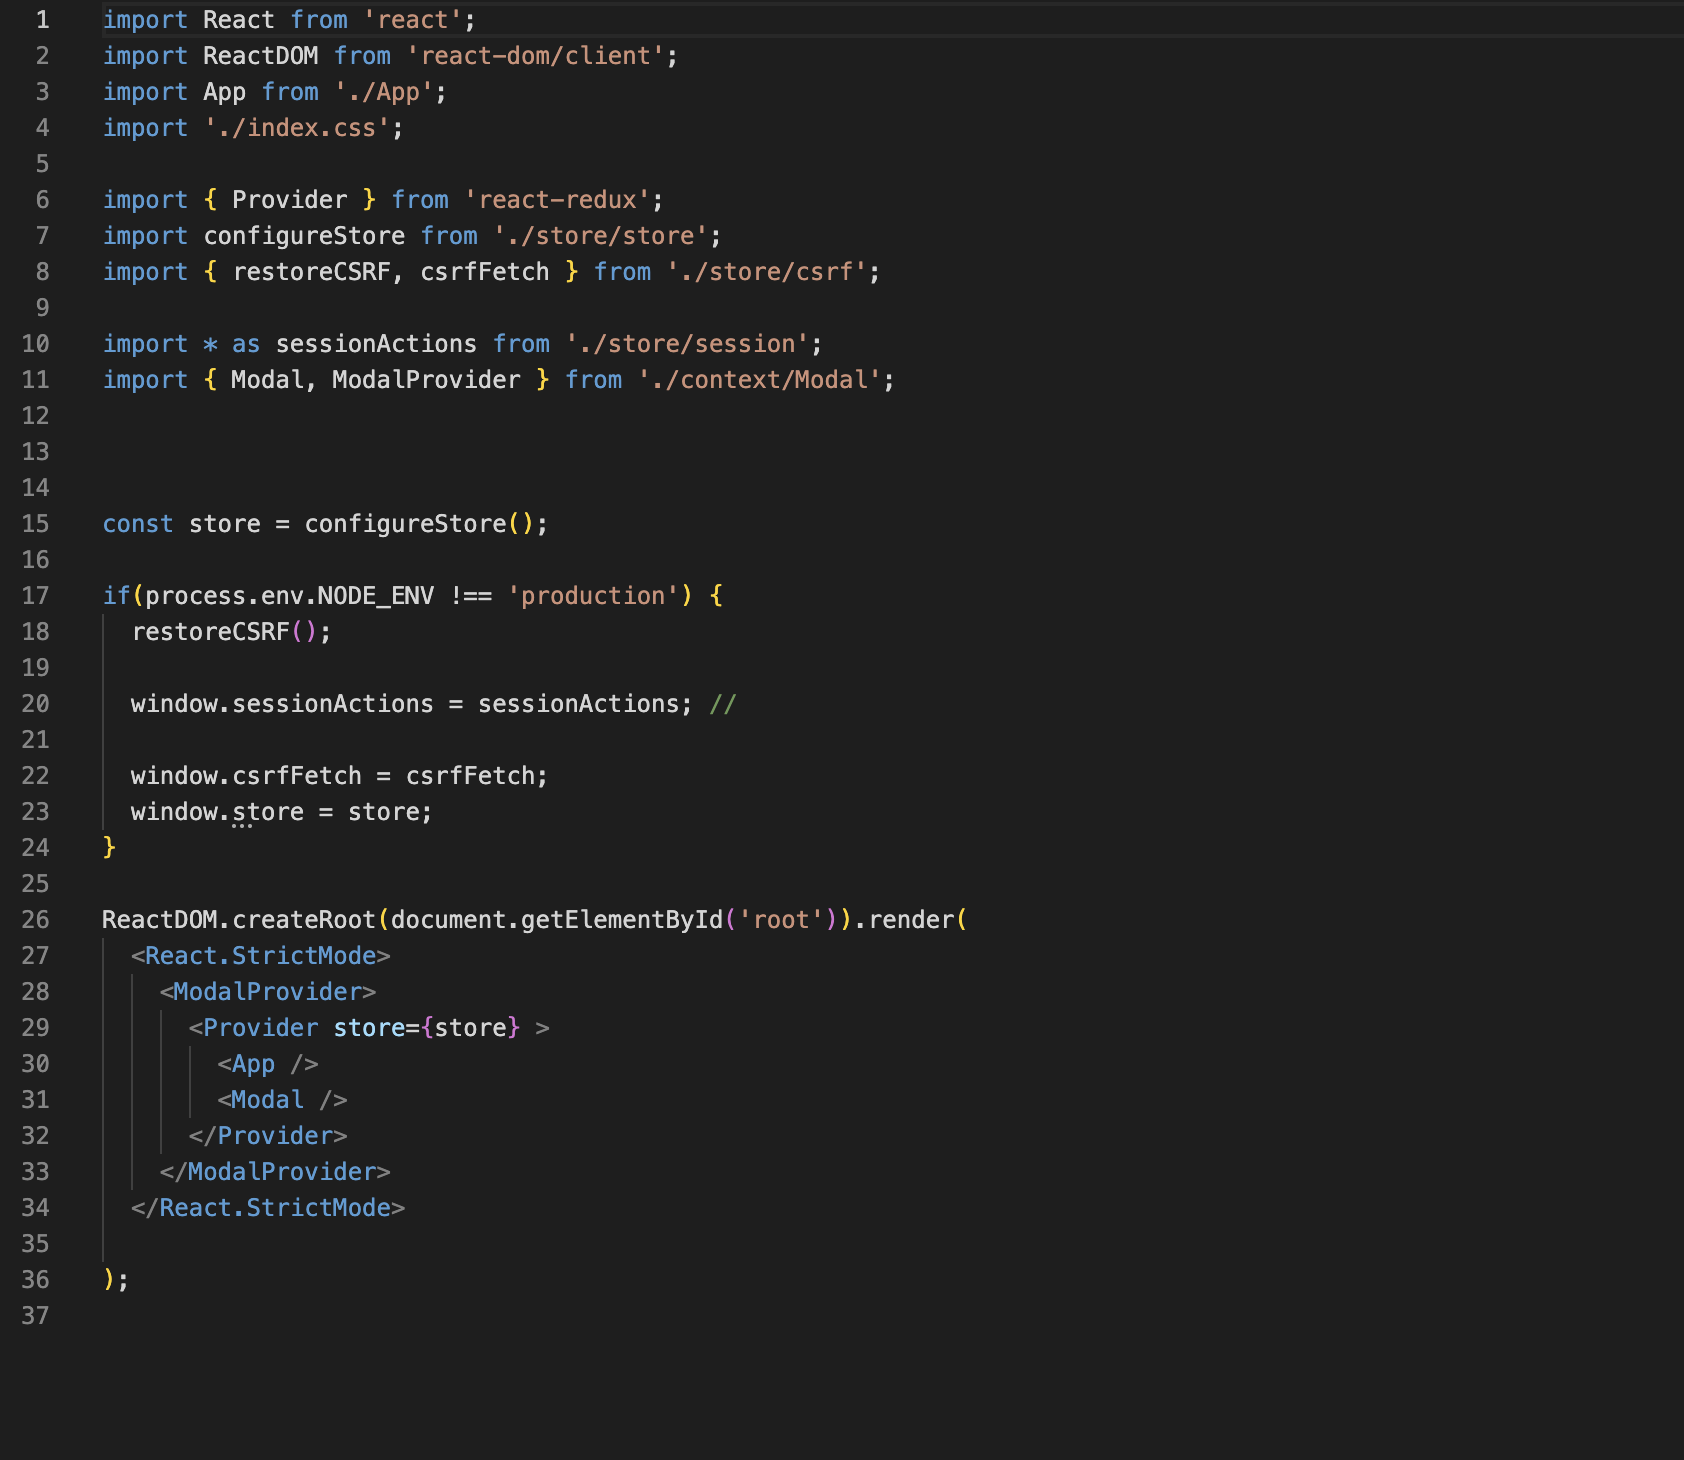 1 import React from 'react';
2 import ReactDOM from 'react-dom/client';
3 import App from './App';
4 import './index.css';
5
6 import { Provider } from 'react-redux';
7 import configureStore from './store/store';
8 import { restoreCSRF, csrfFetch } from './store/csrf';
9
10 import * as sessionActions from './store/session';
11 import { Modal, ModalProvider } from './context/Modal';
12
13
14
15 const store = configureStore();
16
17 if(process.env.NODE_ENV !== 'production') {
18   restoreCSRF();
19
20   window.sessionActions = sessionActions; //
21
22   window.csrfFetch = csrfFetch;
23   window.store = store;
24 }
25
26 ReactDOM.createRoot(document.getElementById('root')).render(
27   <React.StrictMode>
28     <ModalProvider>
29       <Provider store={store} >
30         <App />
31         <Modal />
32       </Provider>
33     </ModalProvider>
34   </React.StrictMode>
35
36 );
37